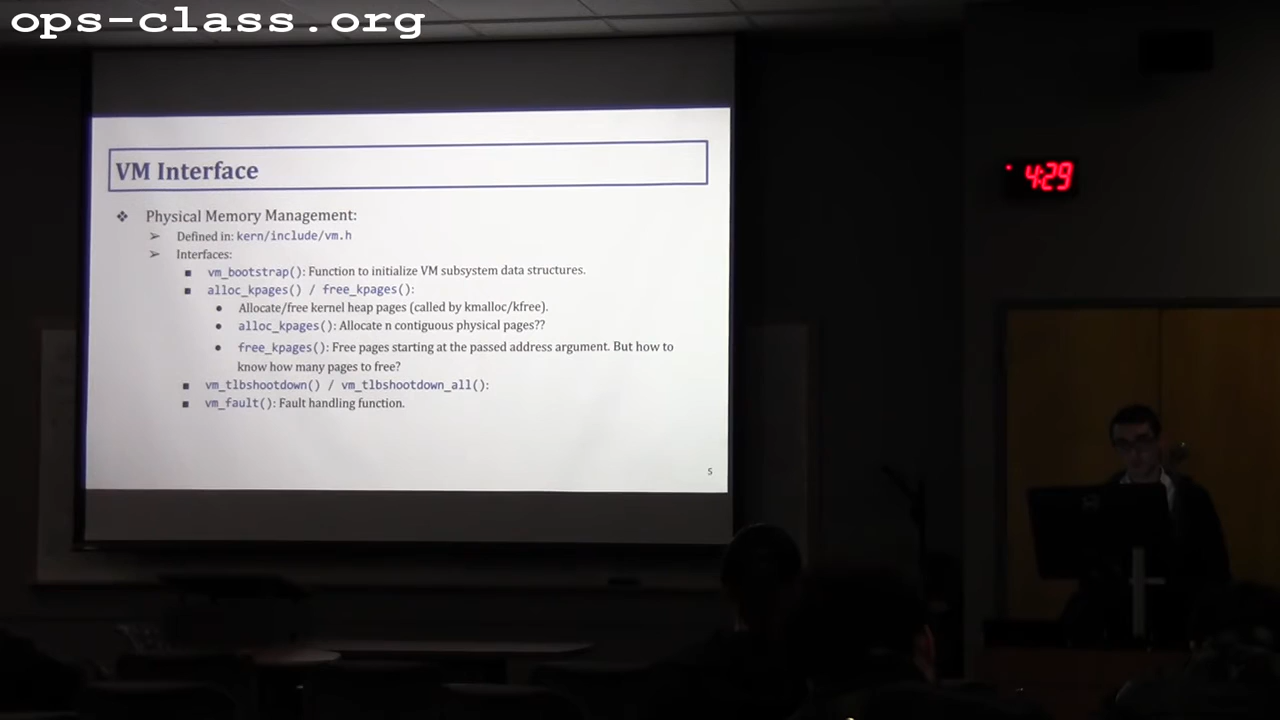 ops-class.org
VM Interface
❖ Physical Memory Management:
➢ Defined in: kern/include/vm.h
➢ Interfaces:
■ vm_bootstrap(): Function to initialize VM subsystem data structures.
■ alloc_kpages() / free_kpages():
● Allocate/free kernel heap pages (called by kmalloc/kfree).
● alloc_kpages(): Allocate n contiguous physical pages??
● free_kpages(): Free pages starting at the passed address argument. But how to
know how many pages to free?
■ vm_tlbshootdown() / vm_tlbshootdown_all():
■ vm_fault(): Fault handling function.
5
4:29